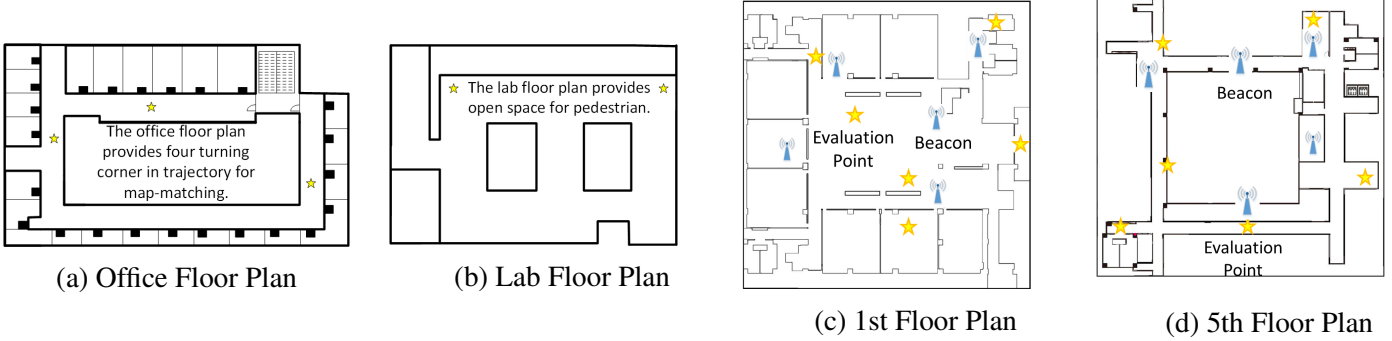 The office floor plan
provides four turning
corner in trajectory for
map-matching.
(a) Office Floor Plan
The lab floor plan provides
open space for pedestrian.
(b) Lab Floor Plan
Evaluation
Point
Beacon
(c) 1st Floor Plan
Beacon
Evaluation
Point
(d) 5th Floor Plan